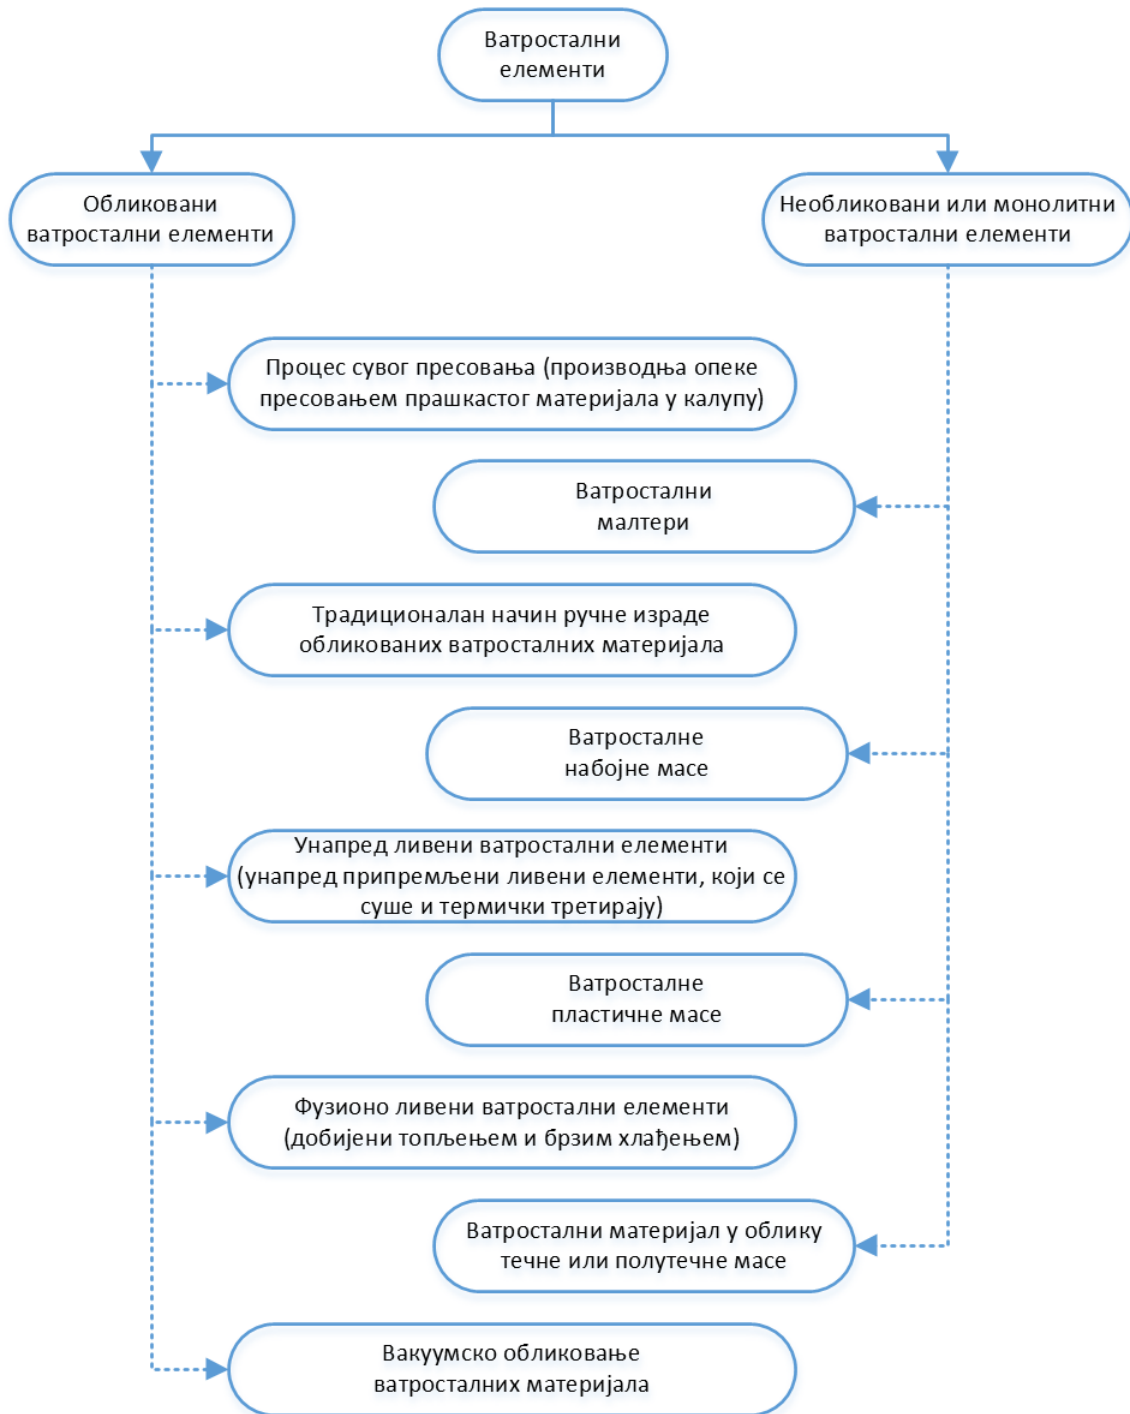 Ватростални
елементи
Обликовани
ватростални елементи
Необликовани или монолитни
ватростални елементи
Процес сувог пресовања (производња опеке
пресовањем прашкастог материјала у калупу)
Ватростални
малтери
Традиционалан начин ручне израде
обликованих ватросталних материјала
Ватросталне
набојне масе
Унапред ливени ватростални елементи
(унапред припремљени ливени елементи, који се
суше и термички третирају)
Ватросталне
пластичне масе
Фузионо ливени ватростални елементи
(добијени топљењем и брзим хлађењем)
Ватростални материјал у облику
течне или полутечне масе
Вакуумско обликовање
ватросталних материјала